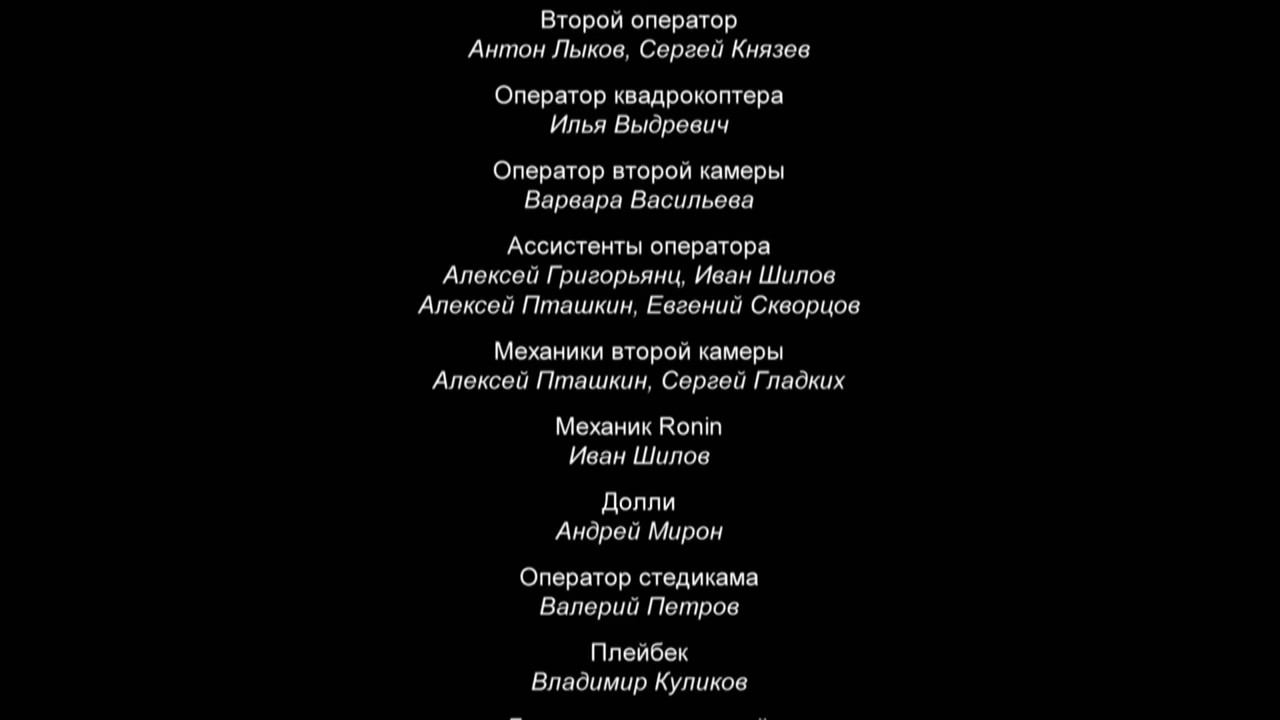 Второй оператор
Антон Лыков, Сергей Князев
Оператор квадрокоптера
Илья Выдревич
Оператор второй камеры
Варвара Васильева
Ассистенты оператора
Алексей Григорьянц, Иван Шилов
Алексей Пташкин, Евгений Скворцов
Механики второй камеры
Алексей Пташкин, Сергей Гладких
Механик Ronin
Иван Шилов
Долли
Андрей Мирон
Оператор стедикама
Валерий Петров
Плейбек
Владимир Куликов